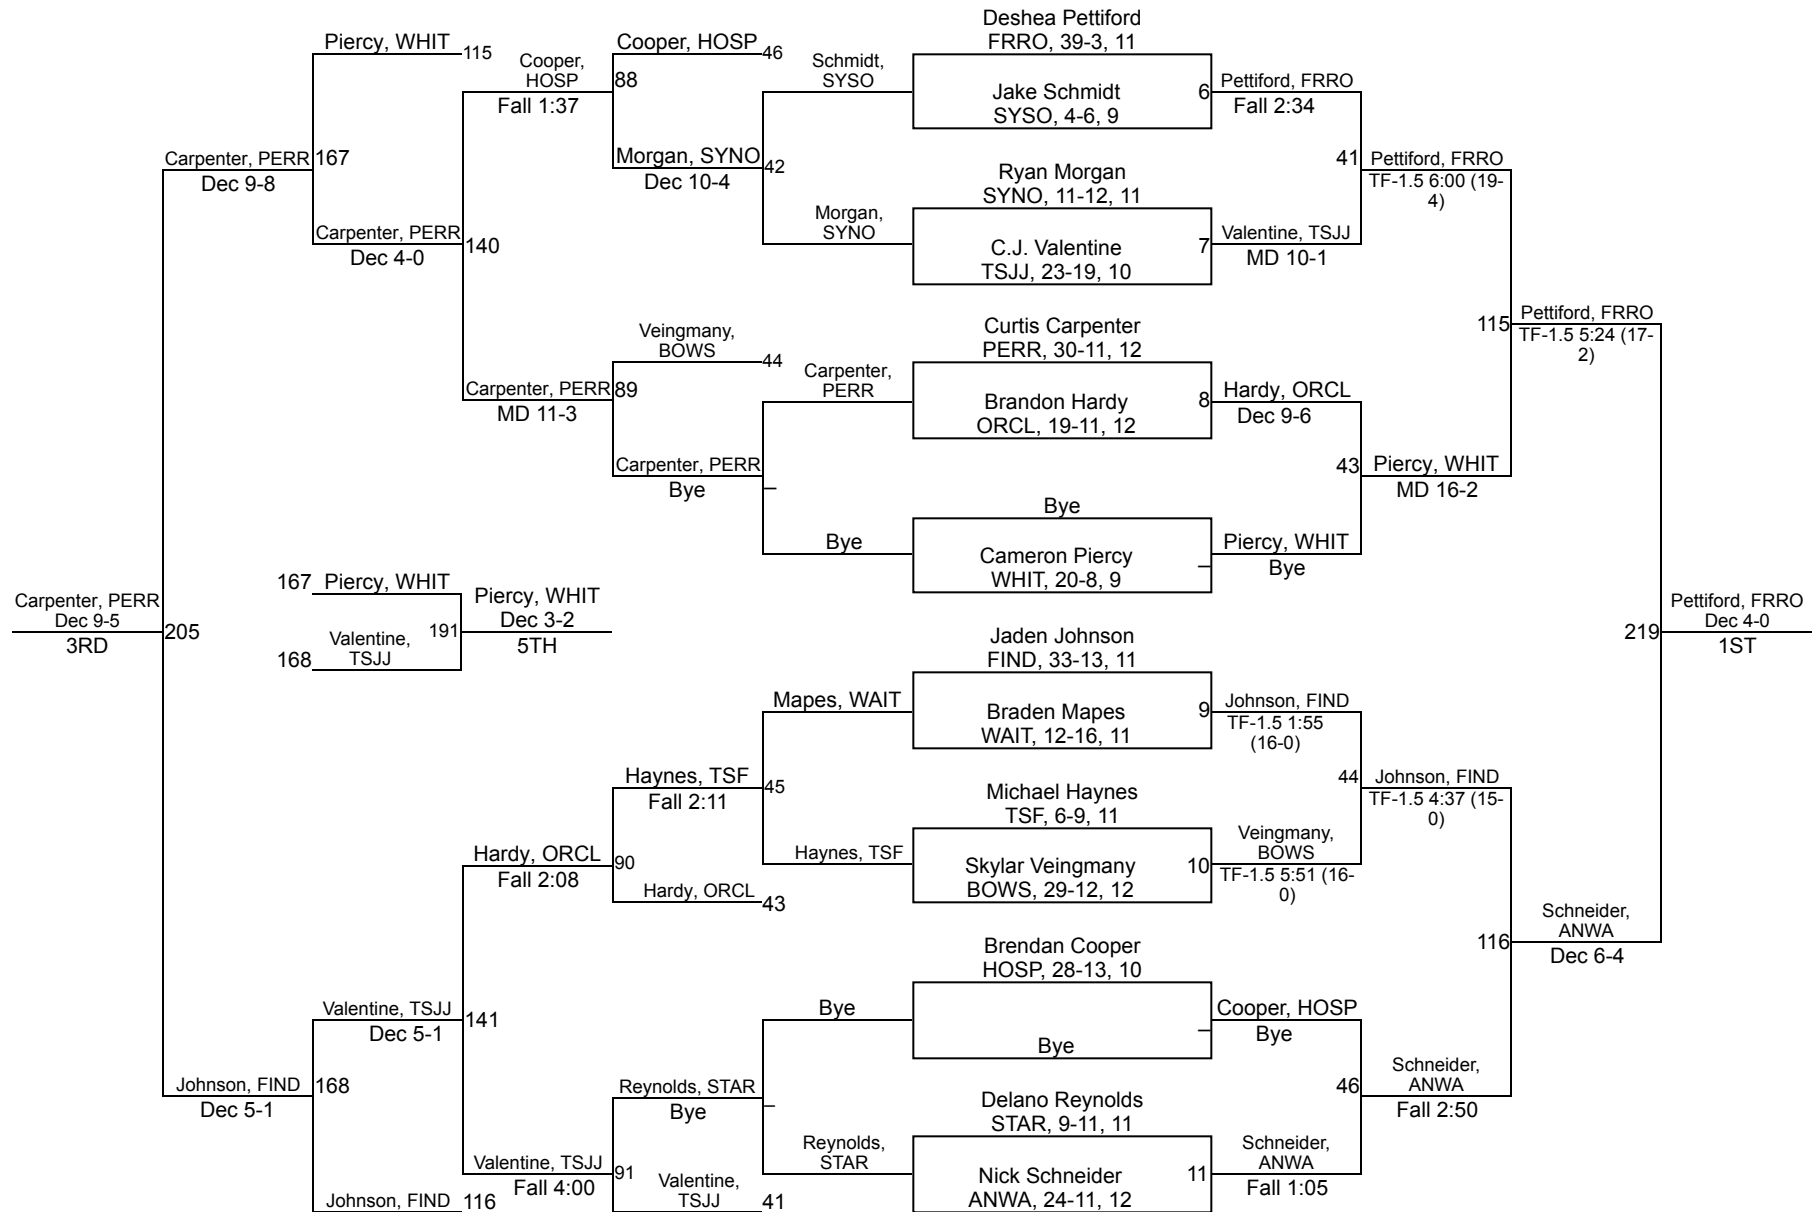 Deshea Pettiford
FRRO, 39-3, 11
Piercy, WHIT
115
Cooper, HOSP
46
Cooper,
HOSP
88
Fall 1:37
Schmidt,
SYSO
Jake Schmidt
SYSO, 4-6, 9
6
Pettiford, FRRO
Fall 2:34
Carpenter, PERR
167
Dec 9-8
Morgan, SYNO
42
Dec 10-4
Ryan Morgan
SYNO, 11-12, 11
41
Pettiford, FRRO
TF-1.5 6:00 (19-
4)
Carpenter, PERR
140
Dec 4-0
Morgan,
SYNO
C.J. Valentine
TSJJ, 23-19, 10
7
Valentine, TSJJ
MD 10-1
Veingmany,
BOWS
44
Curtis Carpenter
PERR, 30-11, 12
115
Pettiford, FRRO
TF-1.5 5:24 (17-
2)
Carpenter, PERR
89
MD 11-3
Carpenter,
PERR
Brandon Hardy
ORCL, 19-11, 12
8
Hardy, ORCL
Dec 9-6
Carpenter, PERR
–
Bye
43
Piercy, WHIT
MD 16-2
Bye
Bye
Cameron Piercy
WHIT, 20-8, 9
–
Piercy, WHIT
Bye
Carpenter, PERR
Dec 9-5
3RD
205
167
Piercy, WHIT
168
Valentine,
TSJJ
191
Piercy, WHIT
Dec 3-2
5TH
219
Pettiford, FRRO
Dec 4-0
1ST
Jaden Johnson
FIND, 33-13, 11
Mapes, WAIT
Braden Mapes
WAIT, 12-16, 11
9
Johnson, FIND
TF-1.5 1:55
(16-0)
Haynes, TSF
45
Fall 2:11
Michael Haynes
TSF, 6-9, 11
44
Johnson, FIND
TF-1.5 4:37 (15-
0)
Hardy, ORCL
90
Fall 2:08
Haynes, TSF
Skylar Veingmany
BOWS, 29-12, 12
10
Veingmany,
BOWS
TF-1.5 5:51 (16-
0)
Hardy, ORCL
43
Brendan Cooper
HOSP, 28-13, 10
116
Schneider,
ANWA
Dec 6-4
Valentine, TSJJ
141
Dec 5-1
Bye
Bye
–
Cooper, HOSP
Bye
Johnson, FIND
168
Dec 5-1
Reynolds, STAR
–
Bye
Delano Reynolds
STAR, 9-11, 11
46
Schneider,
ANWA
Fall 2:50
Valentine, TSJJ
91
Fall 4:00
Reynolds,
STAR
Nick Schneider
ANWA, 24-11, 12
11
Schneider,
ANWA
Fall 1:05
Johnson, FIND
116
Valentine,
TSJJ
41